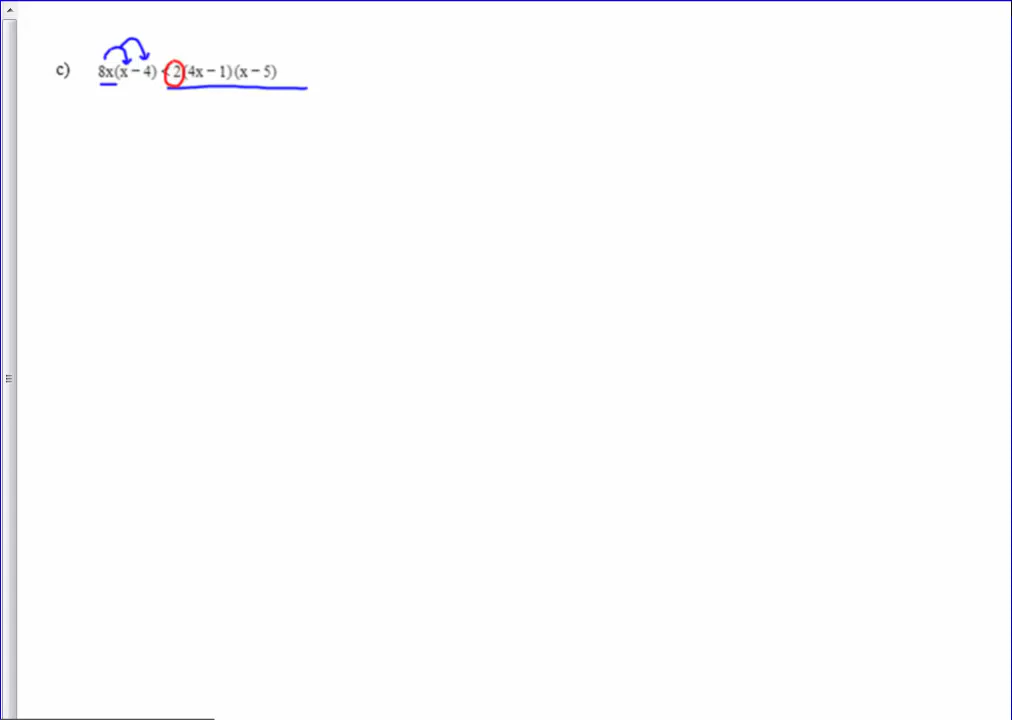 c) 8x(x − 4) - 2(4x − 1)(x − 5)